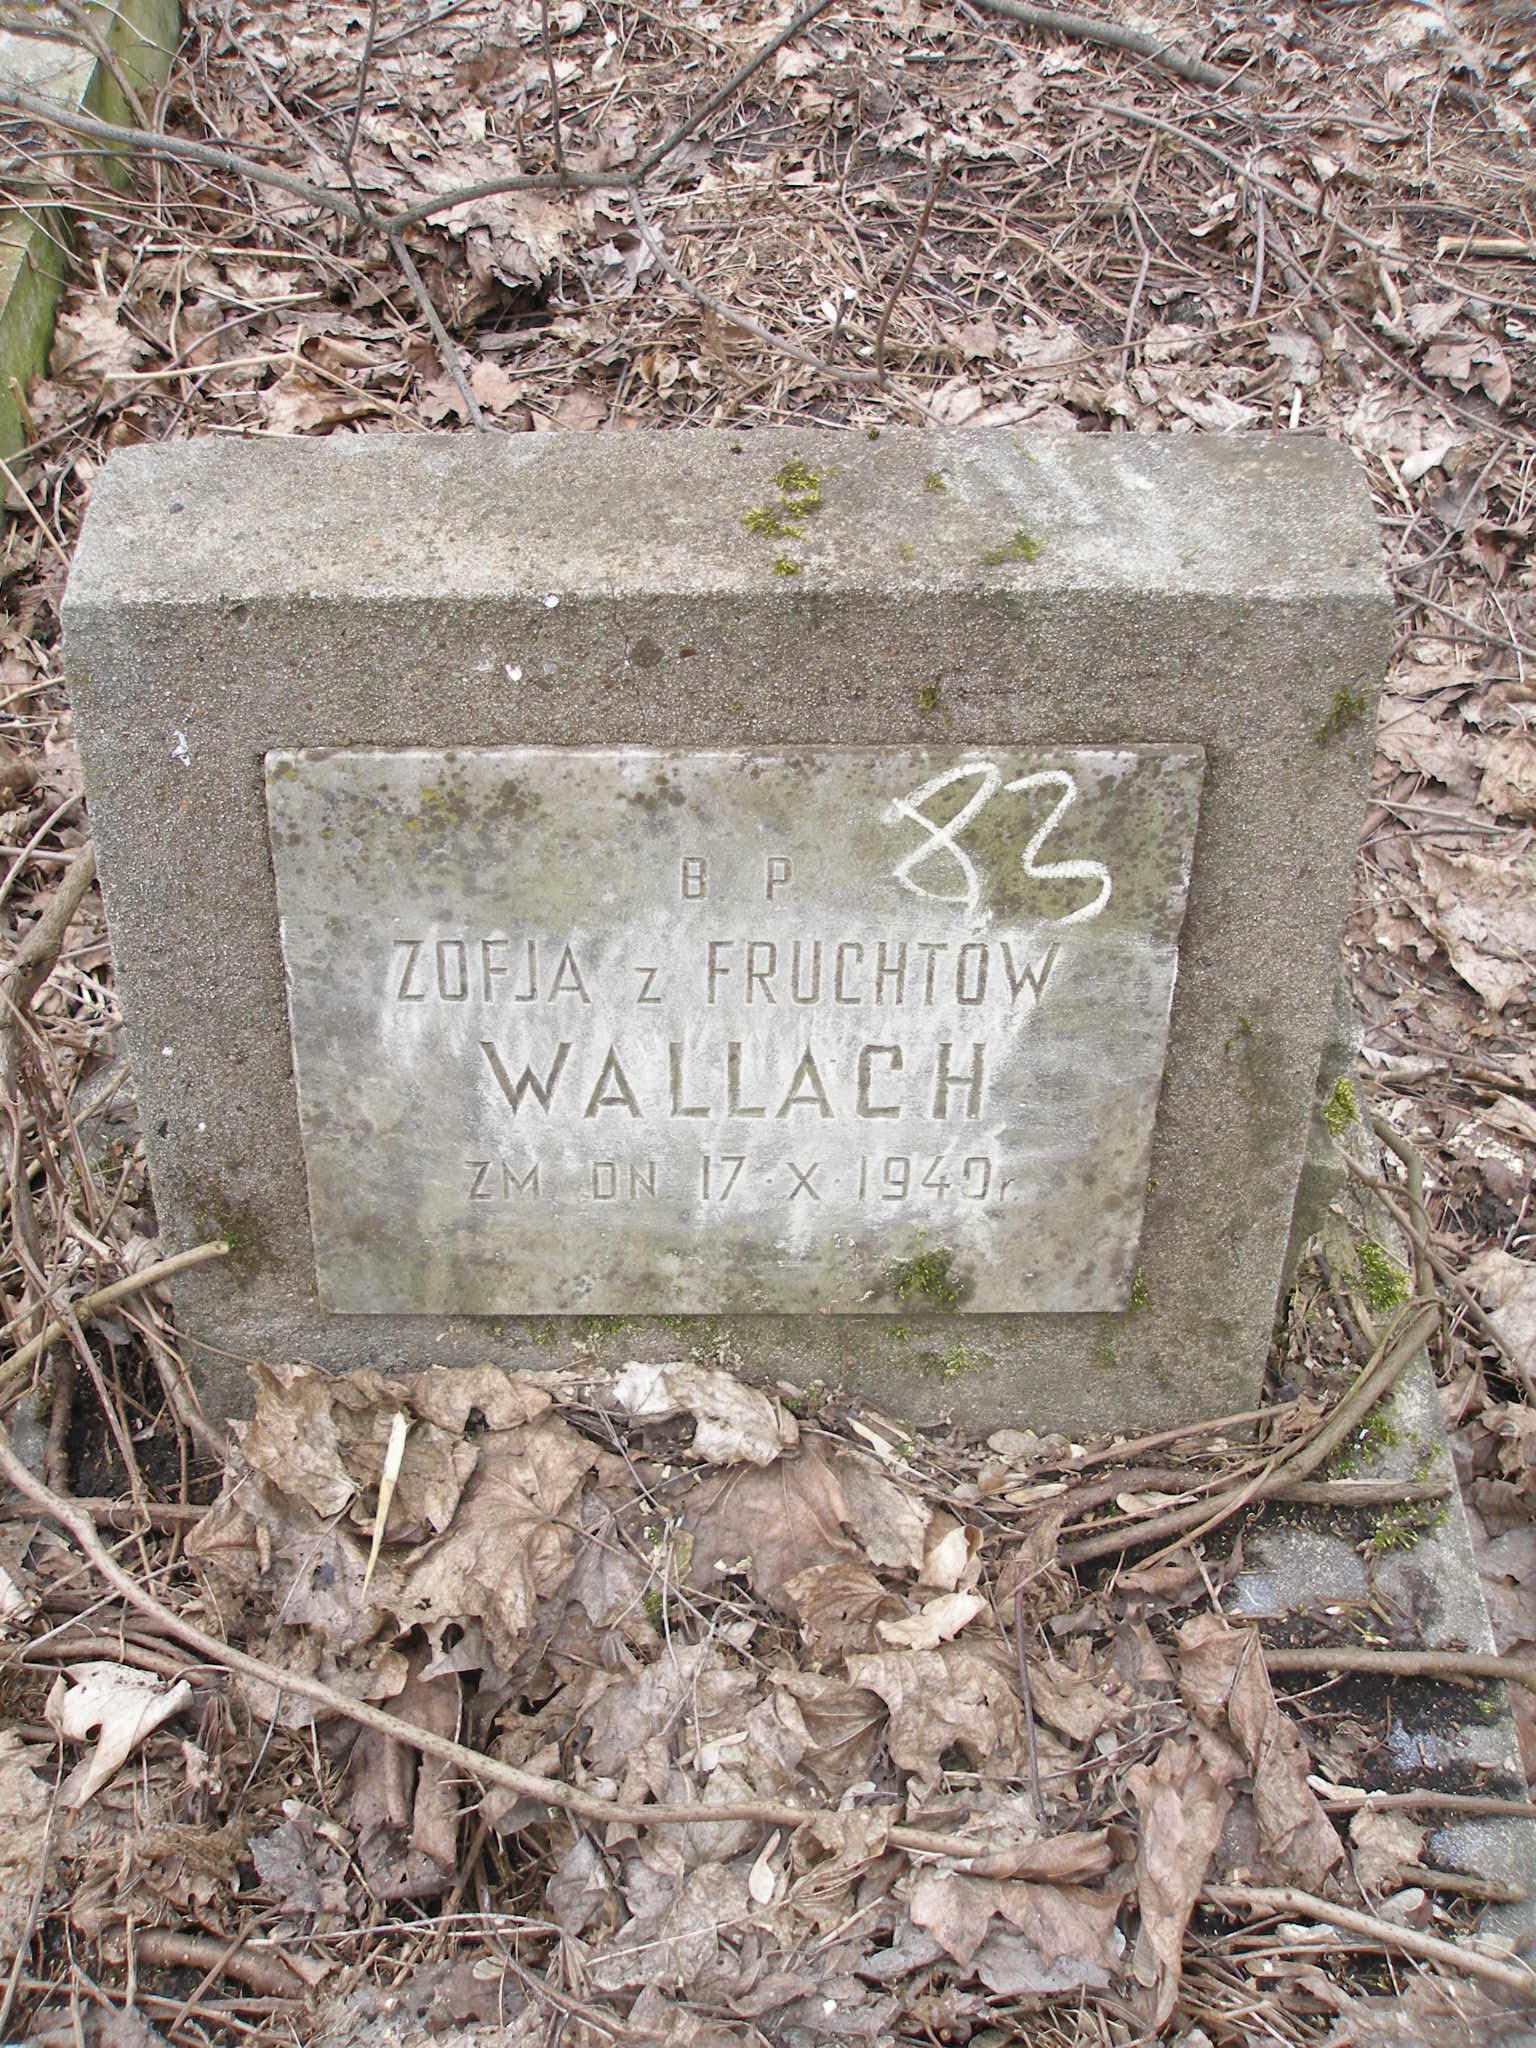 83
B. P.
ZOFJA z FRUCHTÓW
WALLACH
ZM. DN. 17·X·1940r.